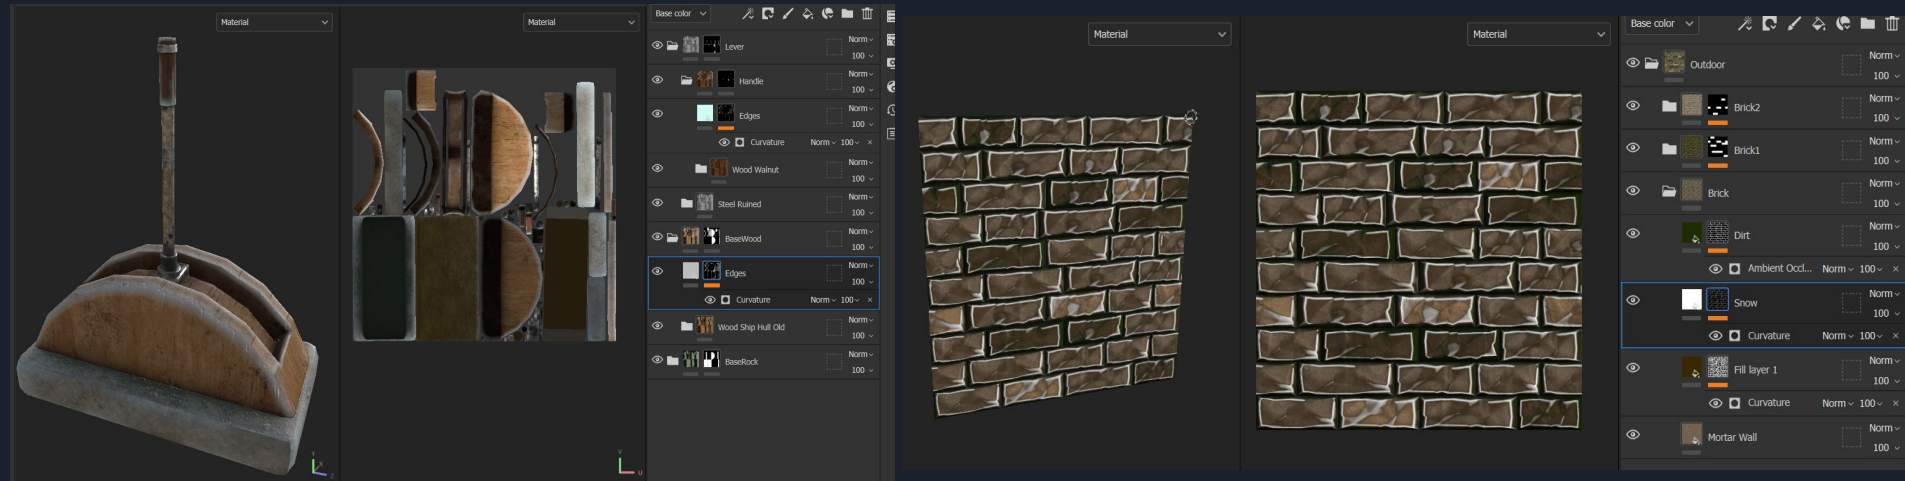 Material
Material
Base color
Lever
Norm
100
Handle
Norm
100
Edges
Norm
100
Curvature Norm 100 ×
Wood Walnut
Norm
100
Steel Ruined
Norm
100
BaseWood
Norm
100
Edges
Norm
100
Curvature Norm 100 ×
Wood Ship Hull Old
Norm
100
BaseRock
Norm
100
Material
Material
Base color
Outdoor
Norm
100
Brick2
Norm
100
Brick1
Norm
100
Brick
Norm
100
Dirt
Norm
100
Ambient Occl... Norm 100 ×
Snow
Norm
100
Curvature Norm 100 ×
Fill layer 1
Norm
100
Curvature Norm 100 ×
Mortar Wall
Norm
100